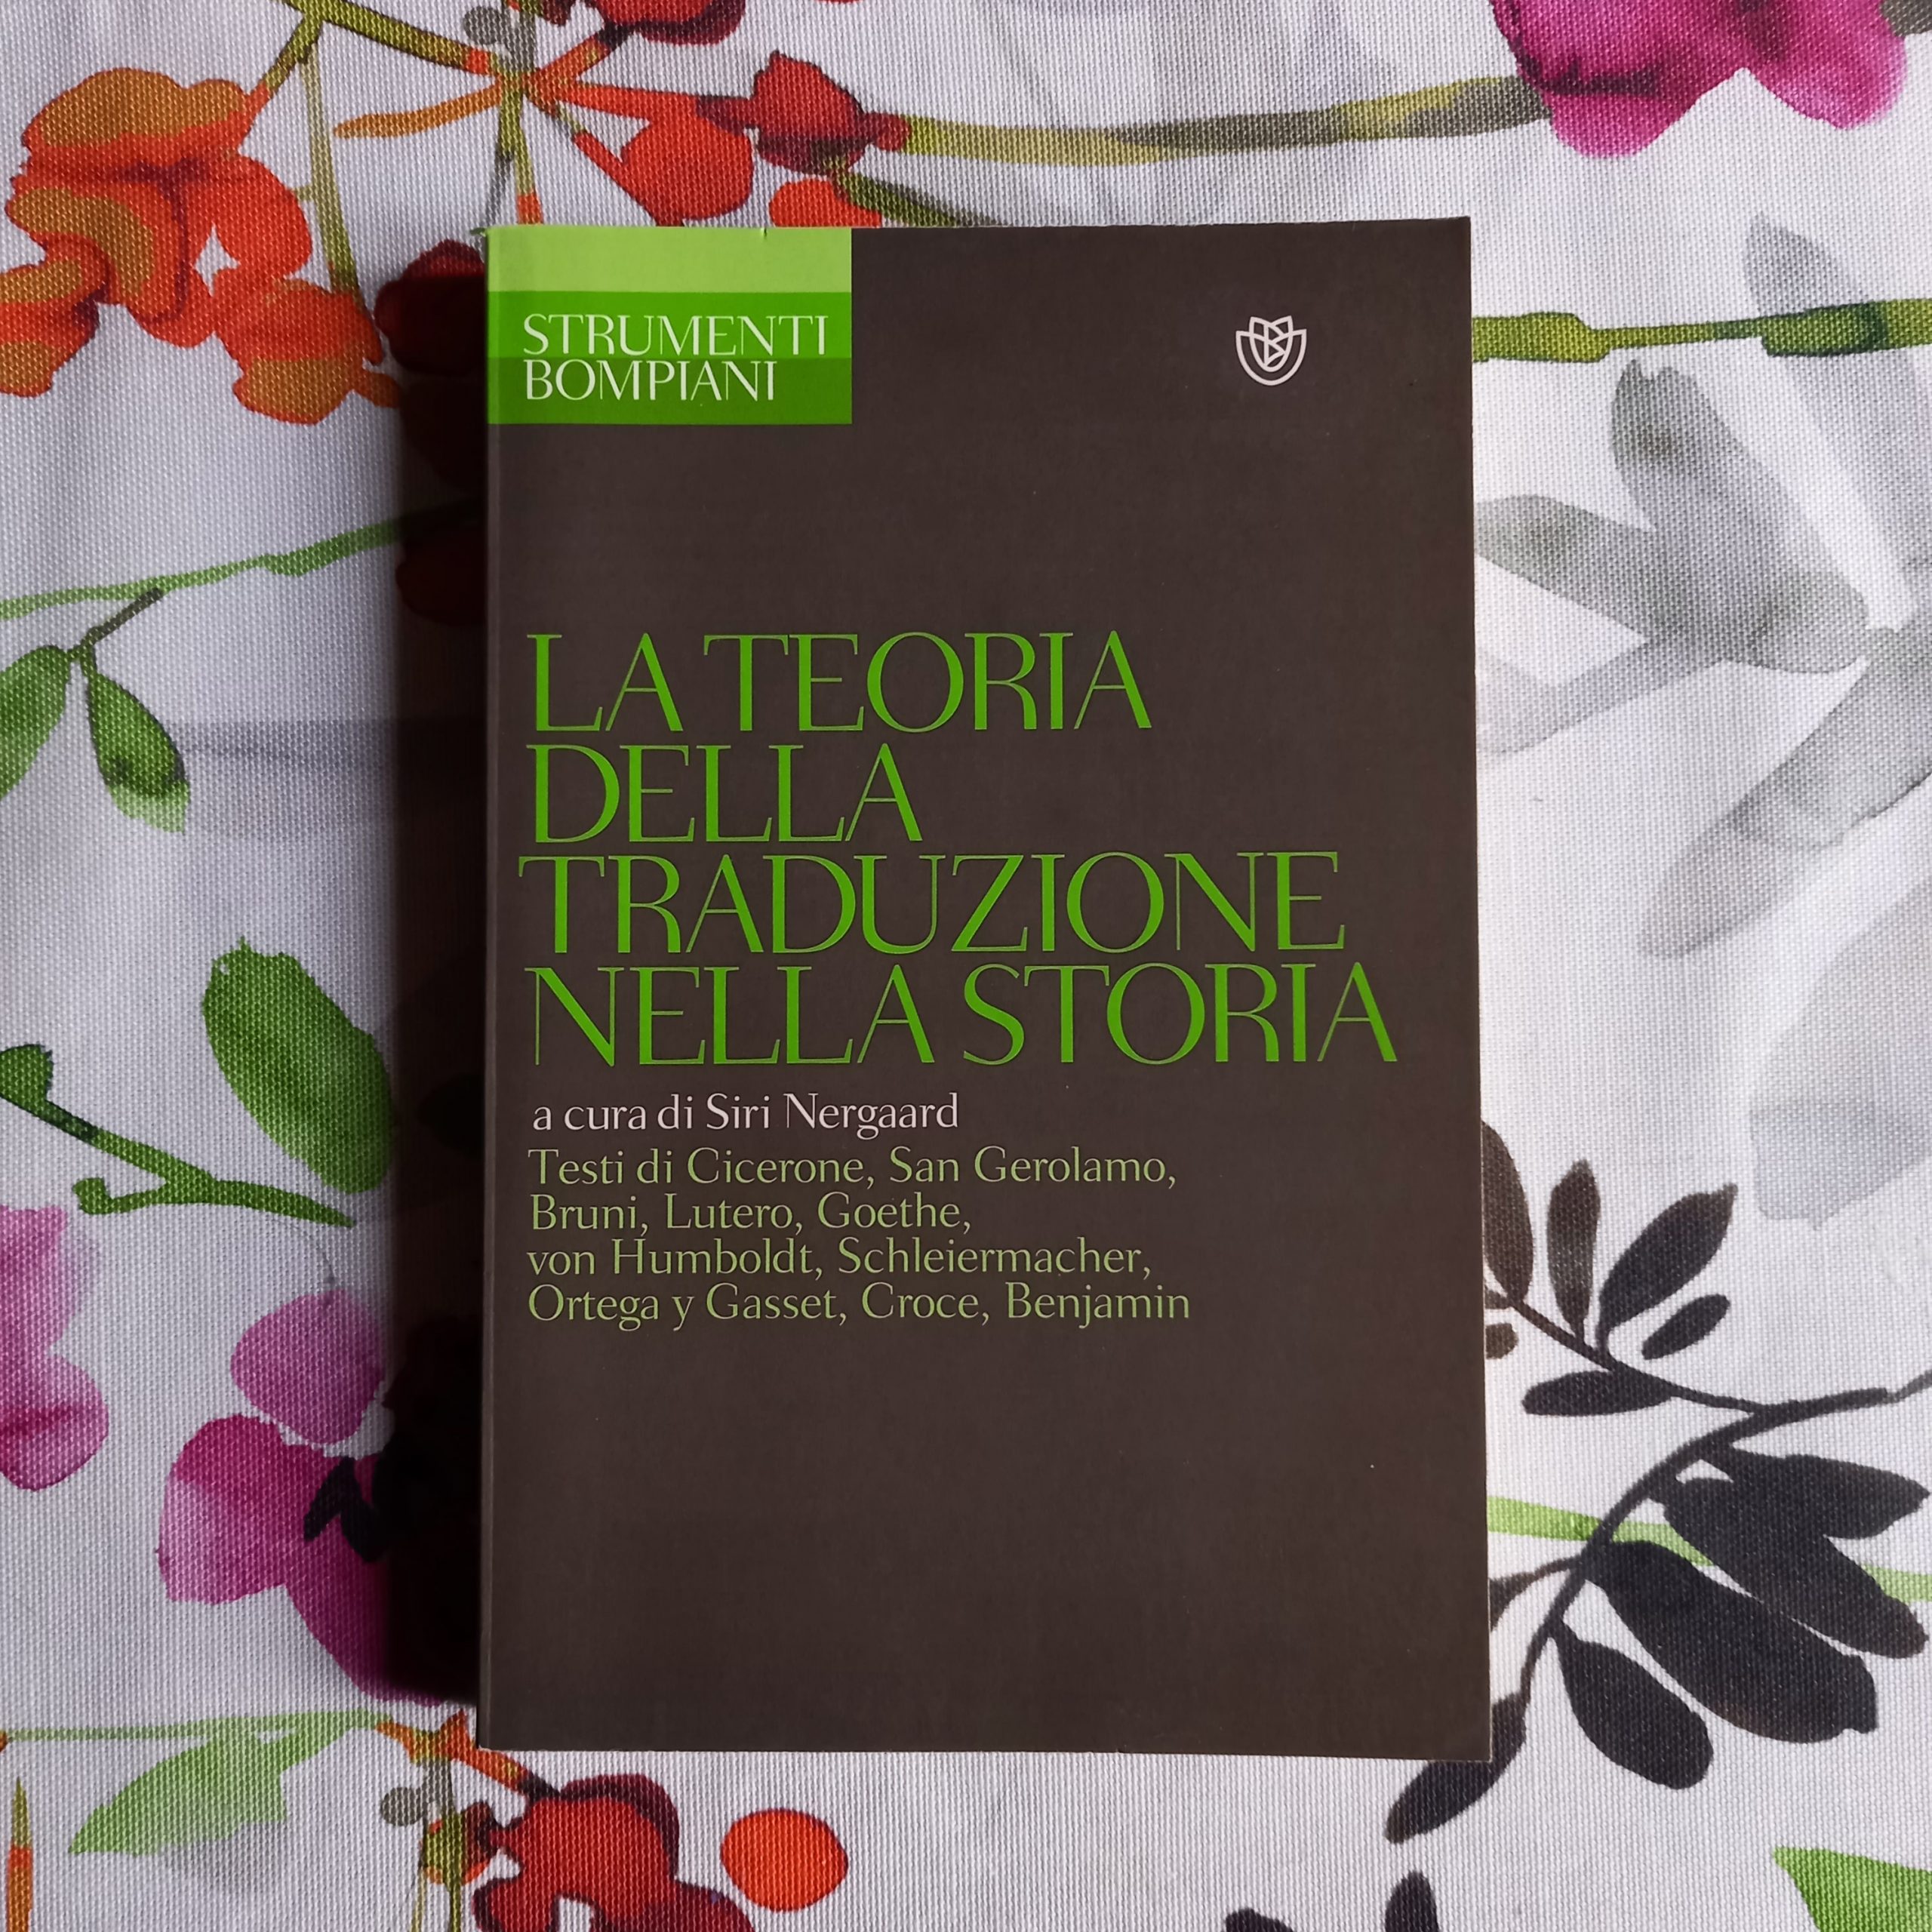 STRUMENTI
BOMPIANI
LA TEORIA
DELLA
TRADUZIONE
NELLA STORIA
a cura di Siri Nergaard
Testi di Cicerone, San Gerolamo,
Bruni, Lutero, Goethe,
von Humboldt, Schleiermacher,
Ortega y Gasset, Croce, Benjamin